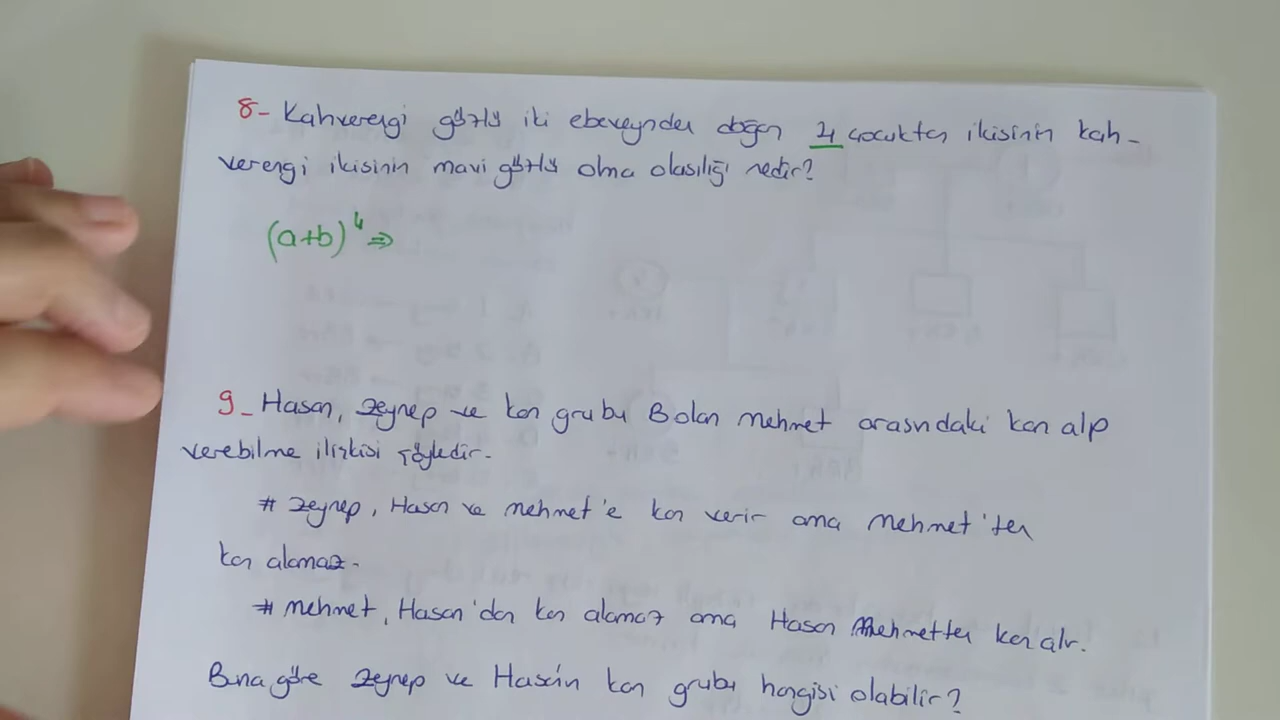 8- Kahverengi gözlü iki ebeveynden doğan 4 çocuktan ikisinin kah-
verengi ikisinin mavi gözlü olma olasılığı nedir?
(a+b)⁴ ⇒
9- Hasan, Zeynep ve kan grubu B olan Mehmet arasındaki kan alıp
verebilme ilişkisi şöyledir.
# Zeynep, Hasan ve Mehmet'e kan verir ama Mehmet'ten
kan alamaz.
# Mehmet, Hasan'dan kan alamaz ama Hasan Mehmetten kan alır.
Buna göre Zeynep ve Hasan'ın kan grubu hangisi olabilir?